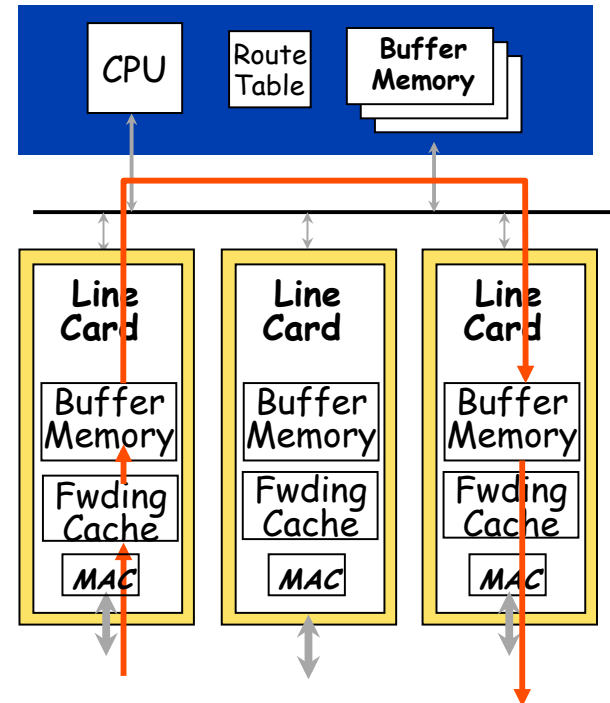 CPU
Route
Table
Buffer
Memory
Line
Card
Buffer
Memory
Fwding
Cache
MAC
Line
Card
Buffer
Memory
Fwding
Cache
MAC
Line
Card
Buffer
Memory
Fwding
Cache
MAC